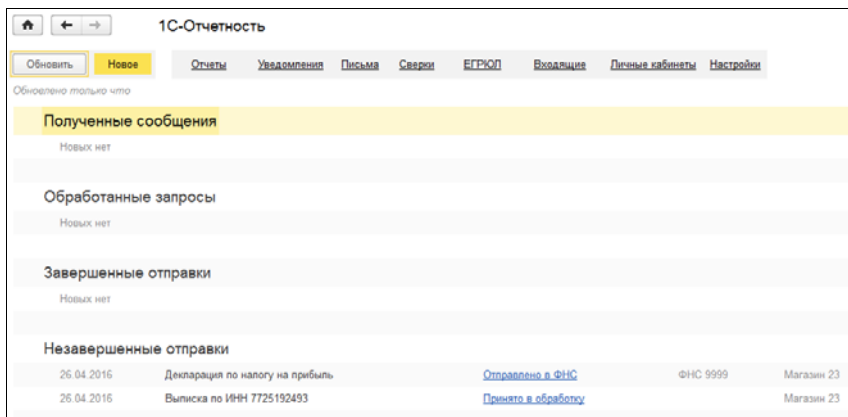 1С-Отчетность
Обновить Новое Отчеты Уведомления Письма Сверки ЕГРЮЛ Входящие Личные кабинеты Настройки
Обновлено только что
Полученные сообщения
Новых нет
Обработанные запросы
Новых нет
Завершенные отправки
Новых нет
Незавершенные отправки
26.04.2016 Декларация по налогу на прибыль Отправлено в ФНС ФНС 9999 Магазин 23
26.04.2016 Выписка по ИНН 7725192493 Принято в обработку Магазин 23